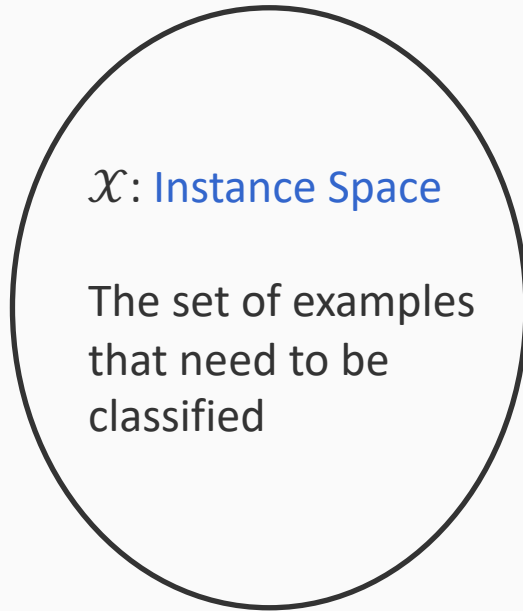 𝒳: Instance Space
The set of examples
that need to be
classified